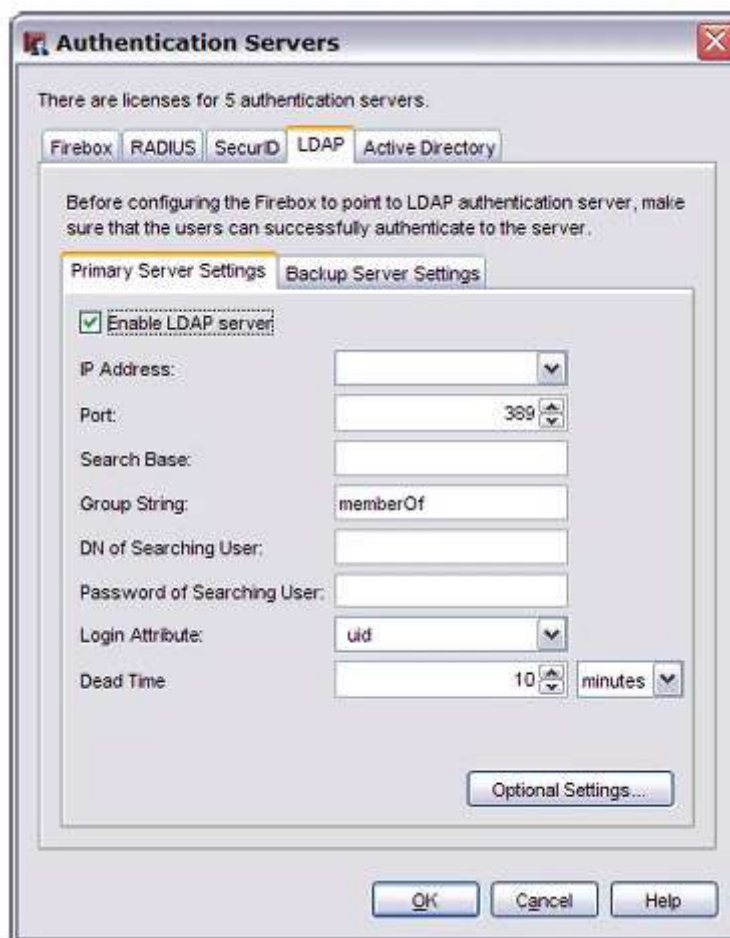 Authentication Servers
There are licenses for 5 authentication servers.
Firebox RADIUS SecurID LDAP Active Directory
Before configuring the Firebox to point to LDAP authentication server, make
sure that the users can successfully authenticate to the server.
Primary Server Settings Backup Server Settings
Enable LDAP server
IP Address:
Port: 389
Search Base:
Group String: memberOf
DN of Searching User:
Password of Searching User:
Login Attribute: uid
Dead Time 10 minutes
Optional Settings...
OK Cancel Help